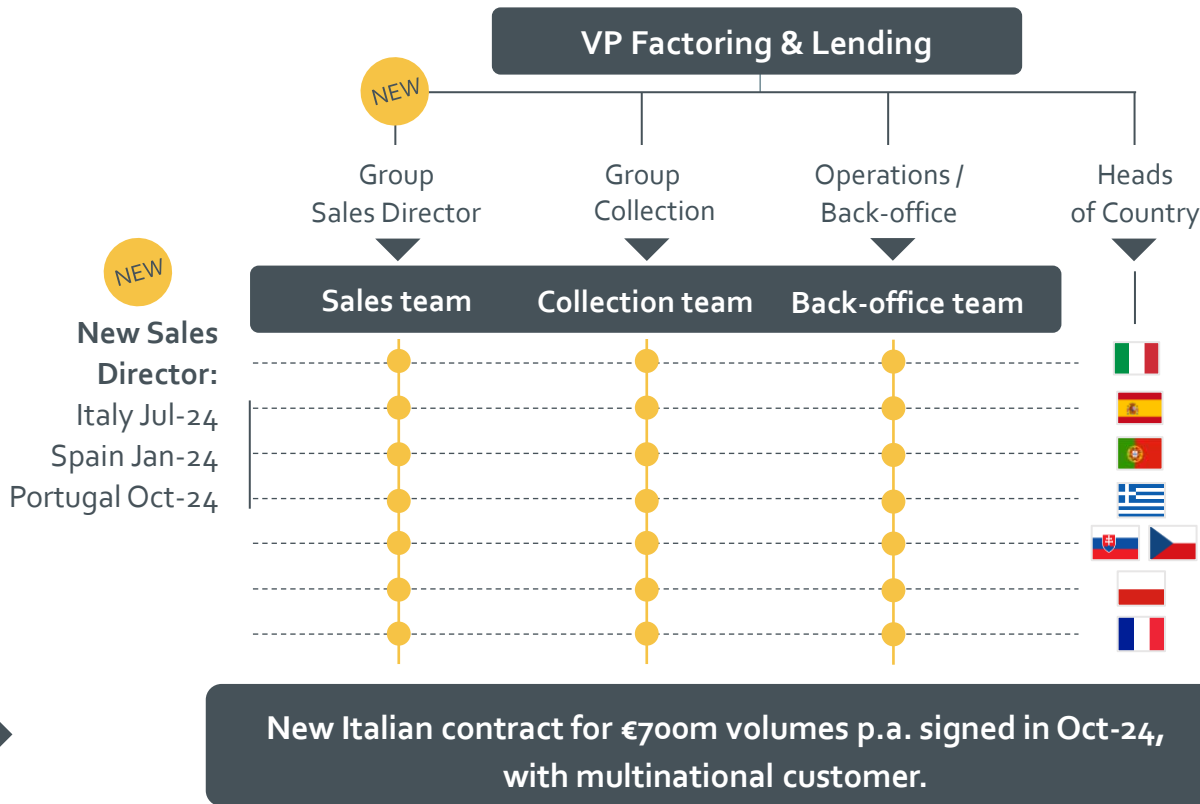 VP Factoring & Lending
NEW
Group
Sales Director
Group
Collection
Operations /
Back-office
Heads
of Country
NEW
New Sales
Director:
Italy Jul-24
Spain Jan-24
Portugal Oct-24
Sales team
Collection team
Back-office team
New Italian contract for €700m volumes p.a. signed in Oct-24,
with multinational customer.